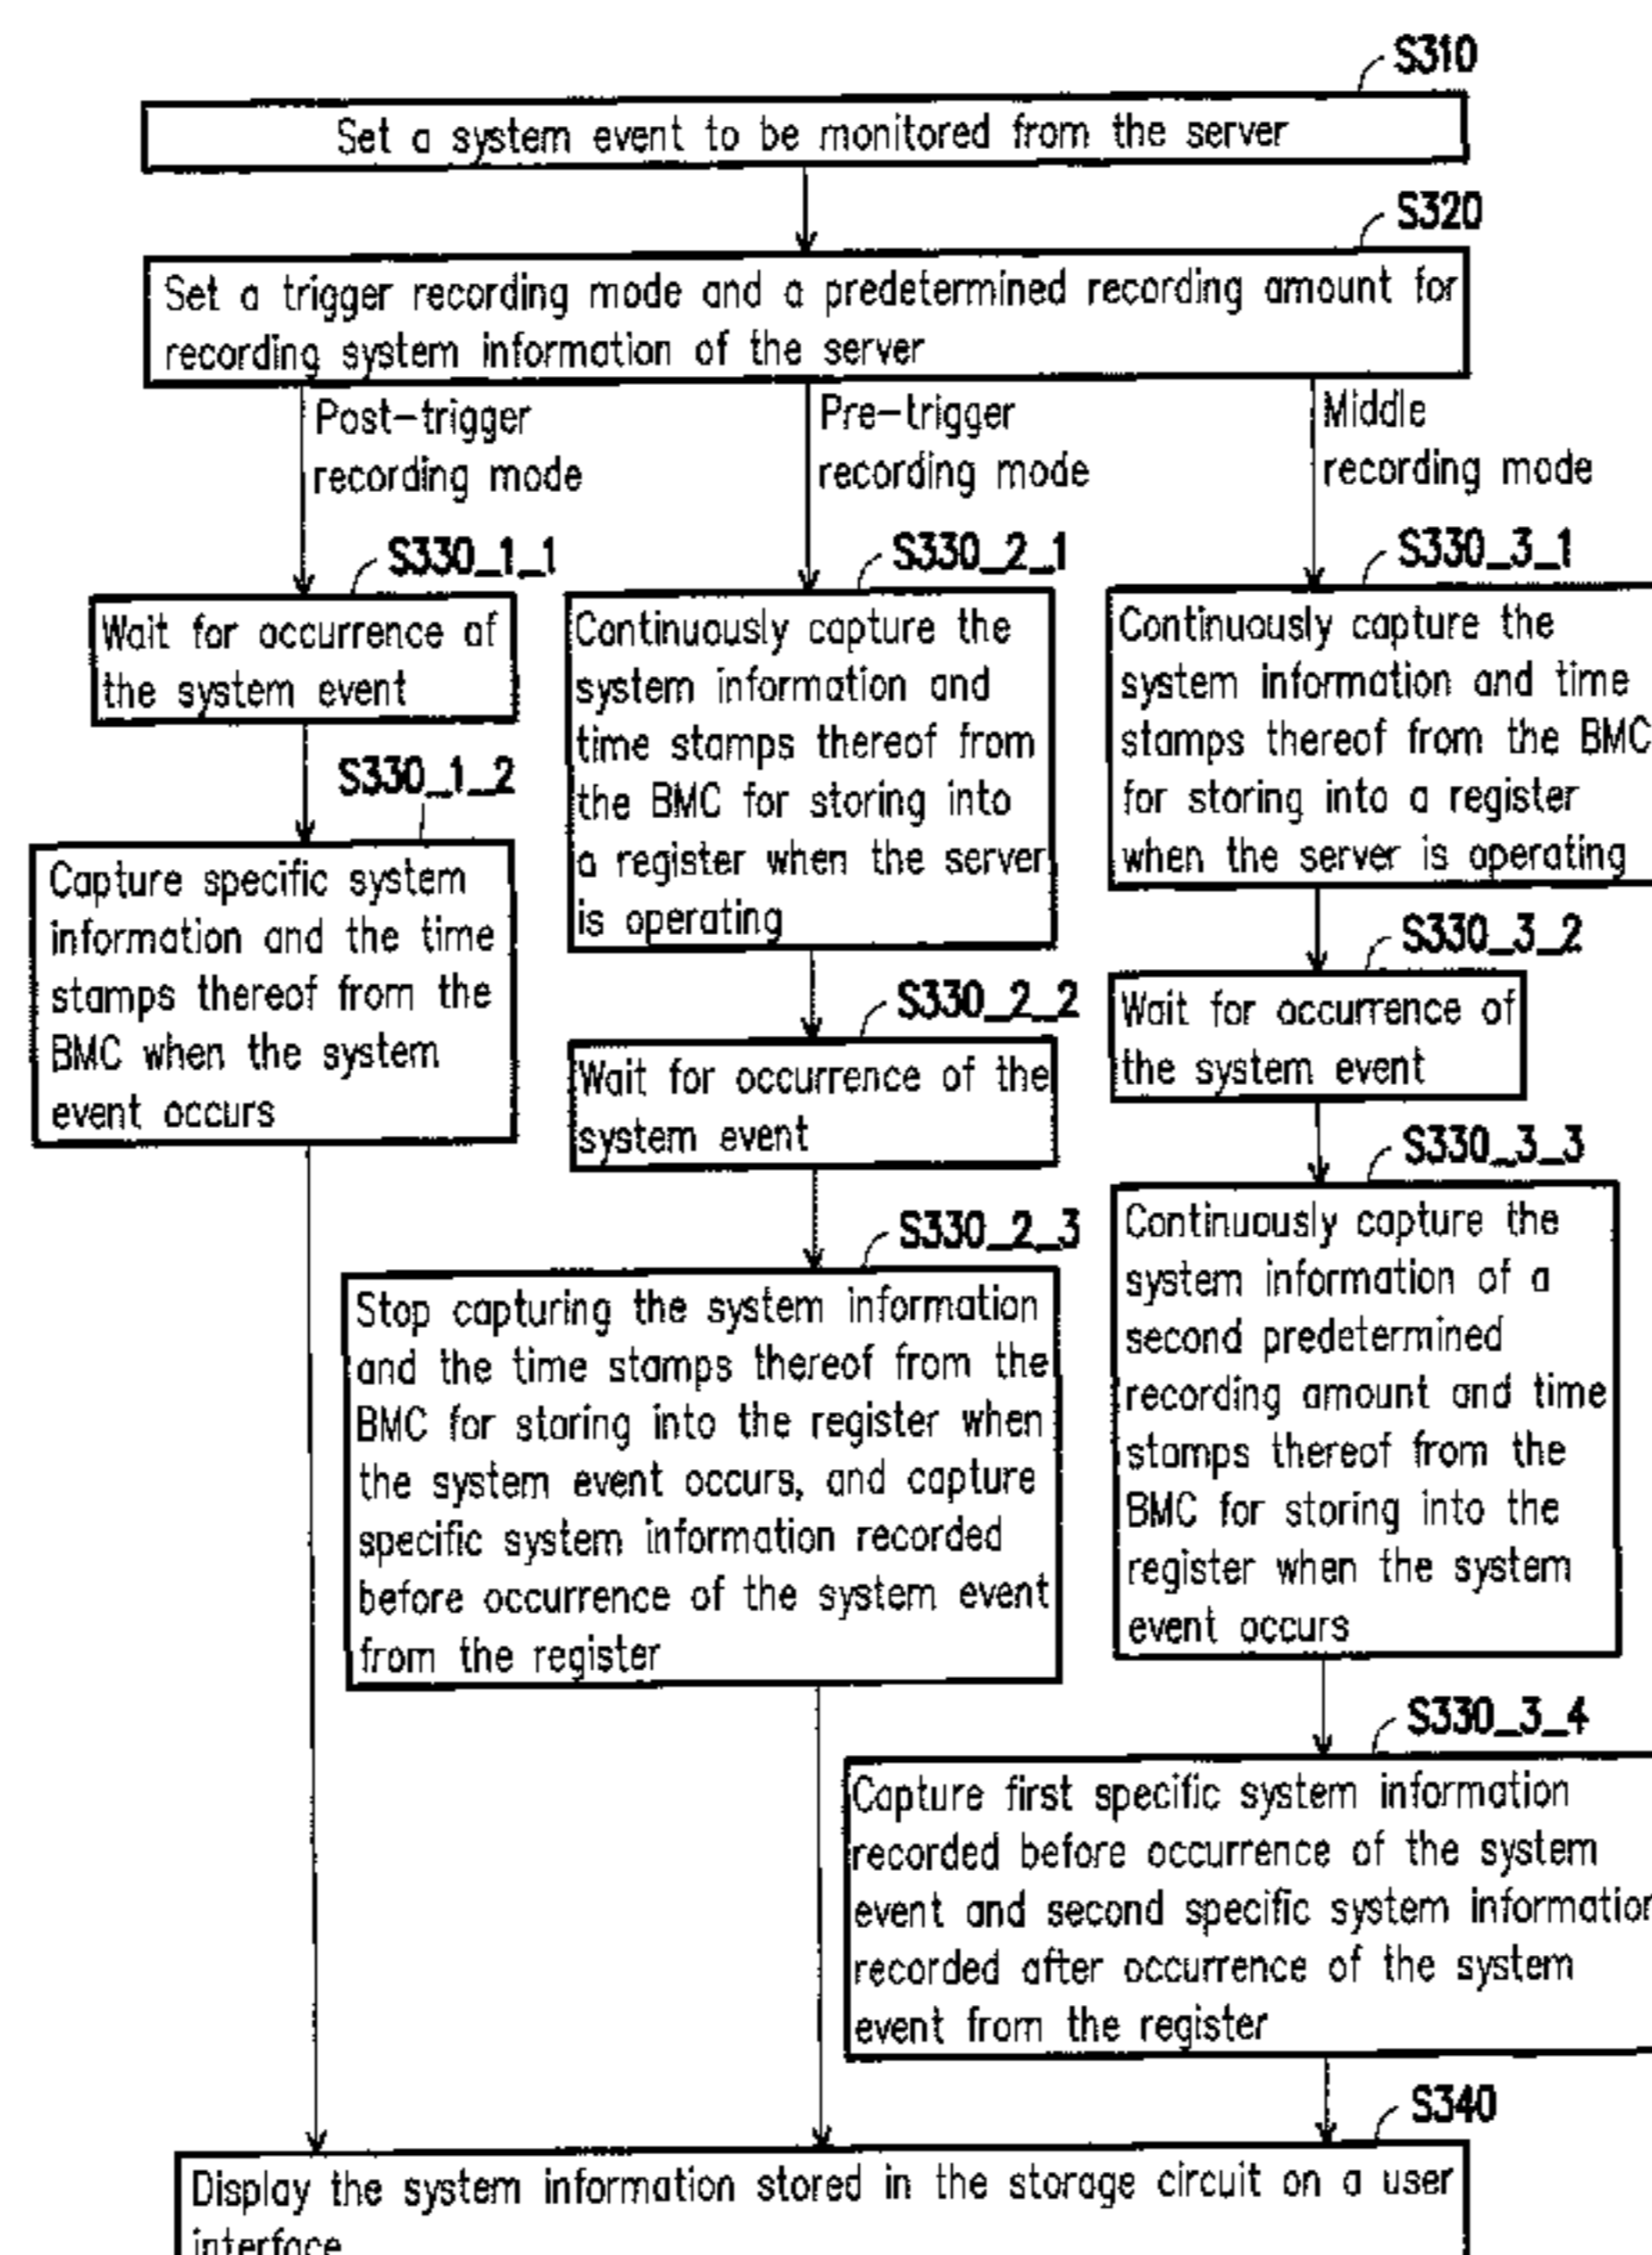 S310
Set a system event to be monitored from the server
S320
Set a trigger recording mode and a predetermined recording amount for
recording system information of the server
Post-trigger
recording mode
Pre-trigger
recording mode
Middle
recording mode
S330_1_1
Wait for occurrence of
the system event
S330_1_2
Capture specific system
information and the time
stamps thereof from the
BMC when the system
event occurs
S330_2_1
Continuously capture the
system information and
time stamps thereof from
the BMC for storing into
a register when the server
is operating
S330_2_2
Wait for occurrence of the
system event
S330_2_3
Stop capturing the system information
and the time stamps thereof from the
BMC for storing into the register when
the system event occurs, and capture
specific system information recorded
before occurrence of the system event
from the register
S330_3_1
Continuously capture the
system information and time
stamps thereof from the BMC
for storing into a register
when the server is operating
S330_3_2
Wait for occurrence of
the system event
S330_3_3
Continuously capture the
system information of a
second predetermined
recording amount and time
stamps thereof from the
BMC for storing into the
register when the system
event occurs
S330_3_4
Capture first specific system information
recorded before occurrence of the system
event and second specific system information
recorded after occurrence of the system
event from the register
S340
Display the system information stored in the storage circuit on a user
interface